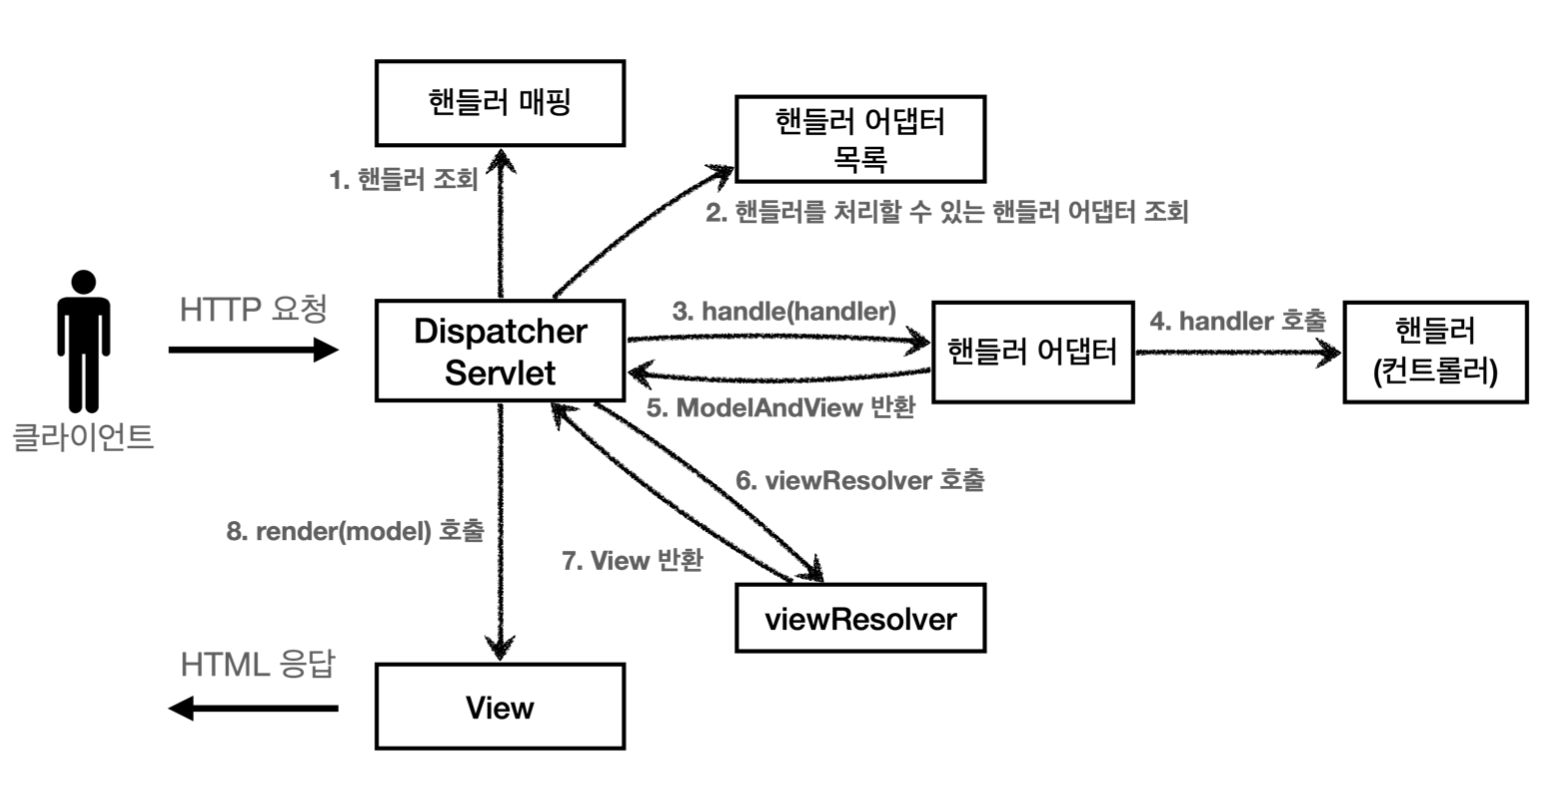 핸들러 매핑
핸들러 어댑터
목록
1. 핸들러 조회
2. 핸들러를 처리할 수 있는 핸들러 어댑터 조회
HTTP 요청
Dispatcher
Servlet
3. handle(handler)
핸들러 어댑터
4. handler 호출
핸들러
(컨트롤러)
5. ModelAndView 반환
클라이언트
6. viewResolver 호출
8. render(model) 호출
7. View 반환
viewResolver
HTML 응답
View